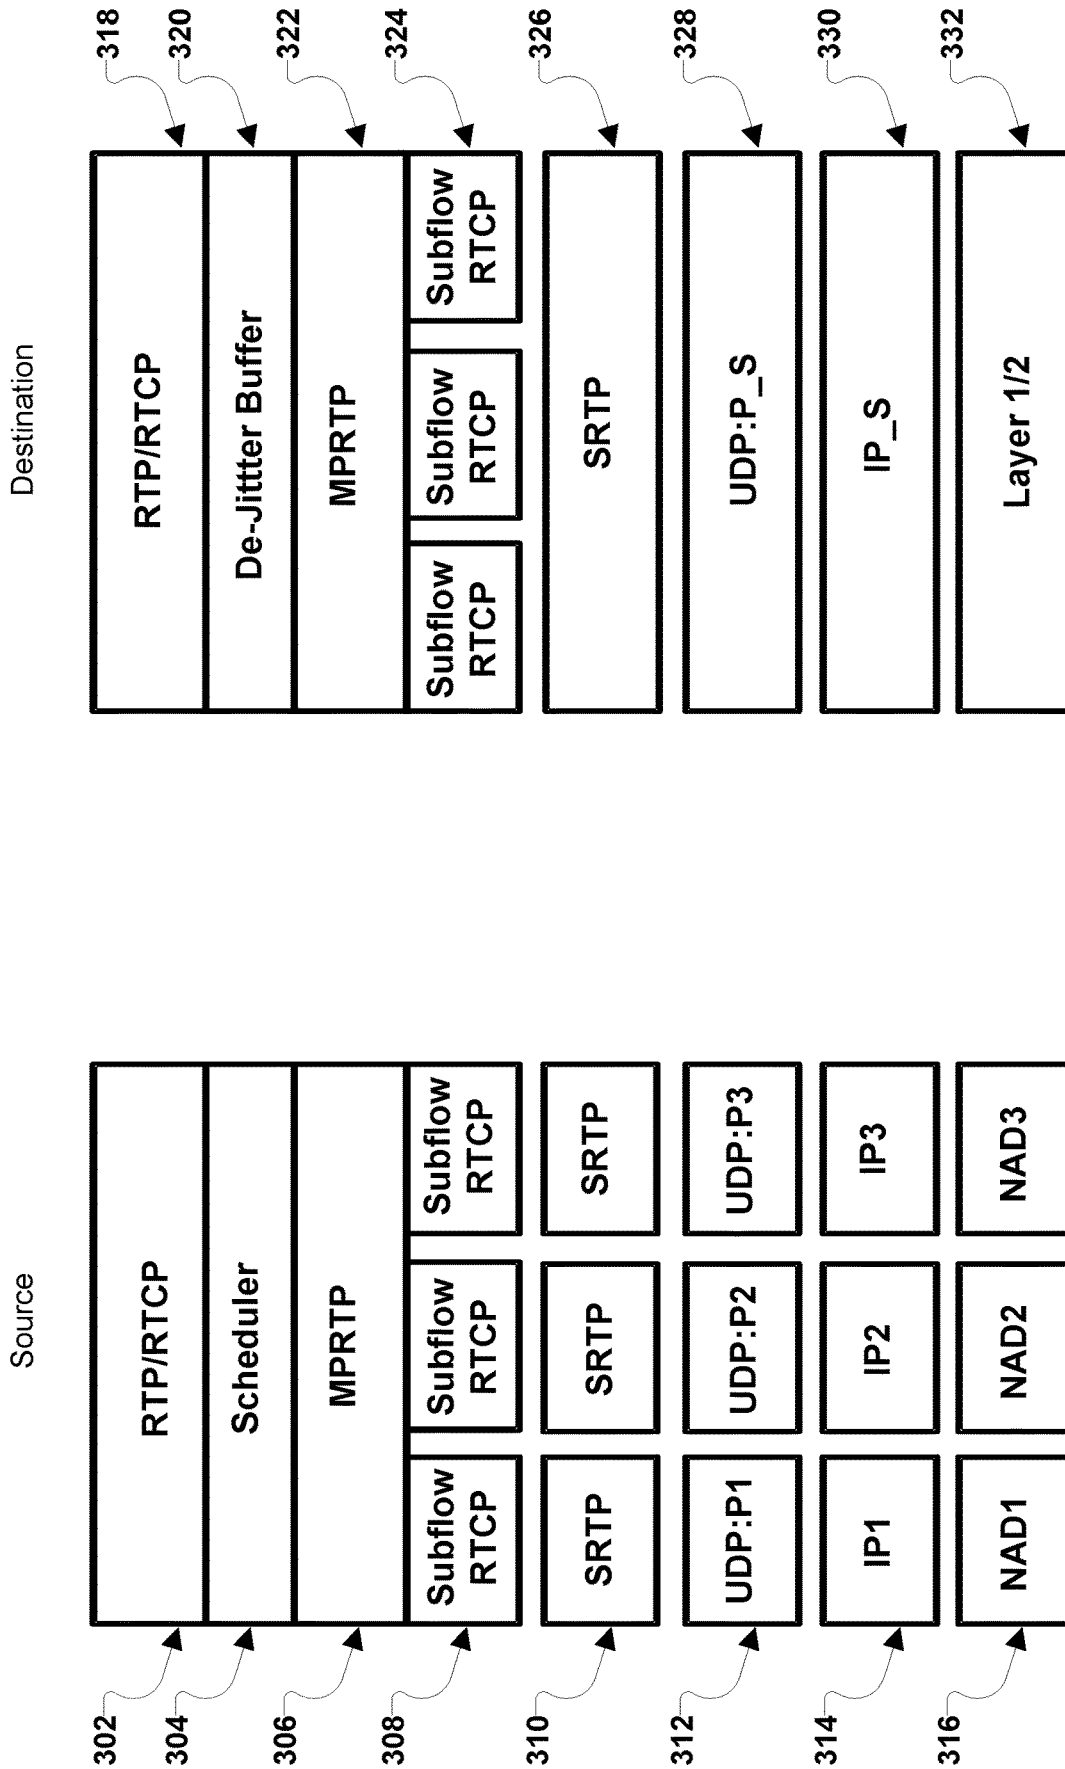 Source
302
RTP/RTCP
304
Scheduler
306
MPRTP
308
Subflow
RTCP
Subflow
RTCP
Subflow
RTCP
310
SRTP
SRTP
SRTP
312
UDP:P1
UDP:P2
UDP:P3
314
IP1
IP2
IP3
316
NAD1
NAD2
NAD3
Destination
RTP/RTCP
318
De-Jittter Buffer
320
MPRTP
322
Subflow
RTCP
Subflow
RTCP
Subflow
RTCP
324
SRTP
326
UDP:P_S
328
IP_S
330
Layer 1/2
332